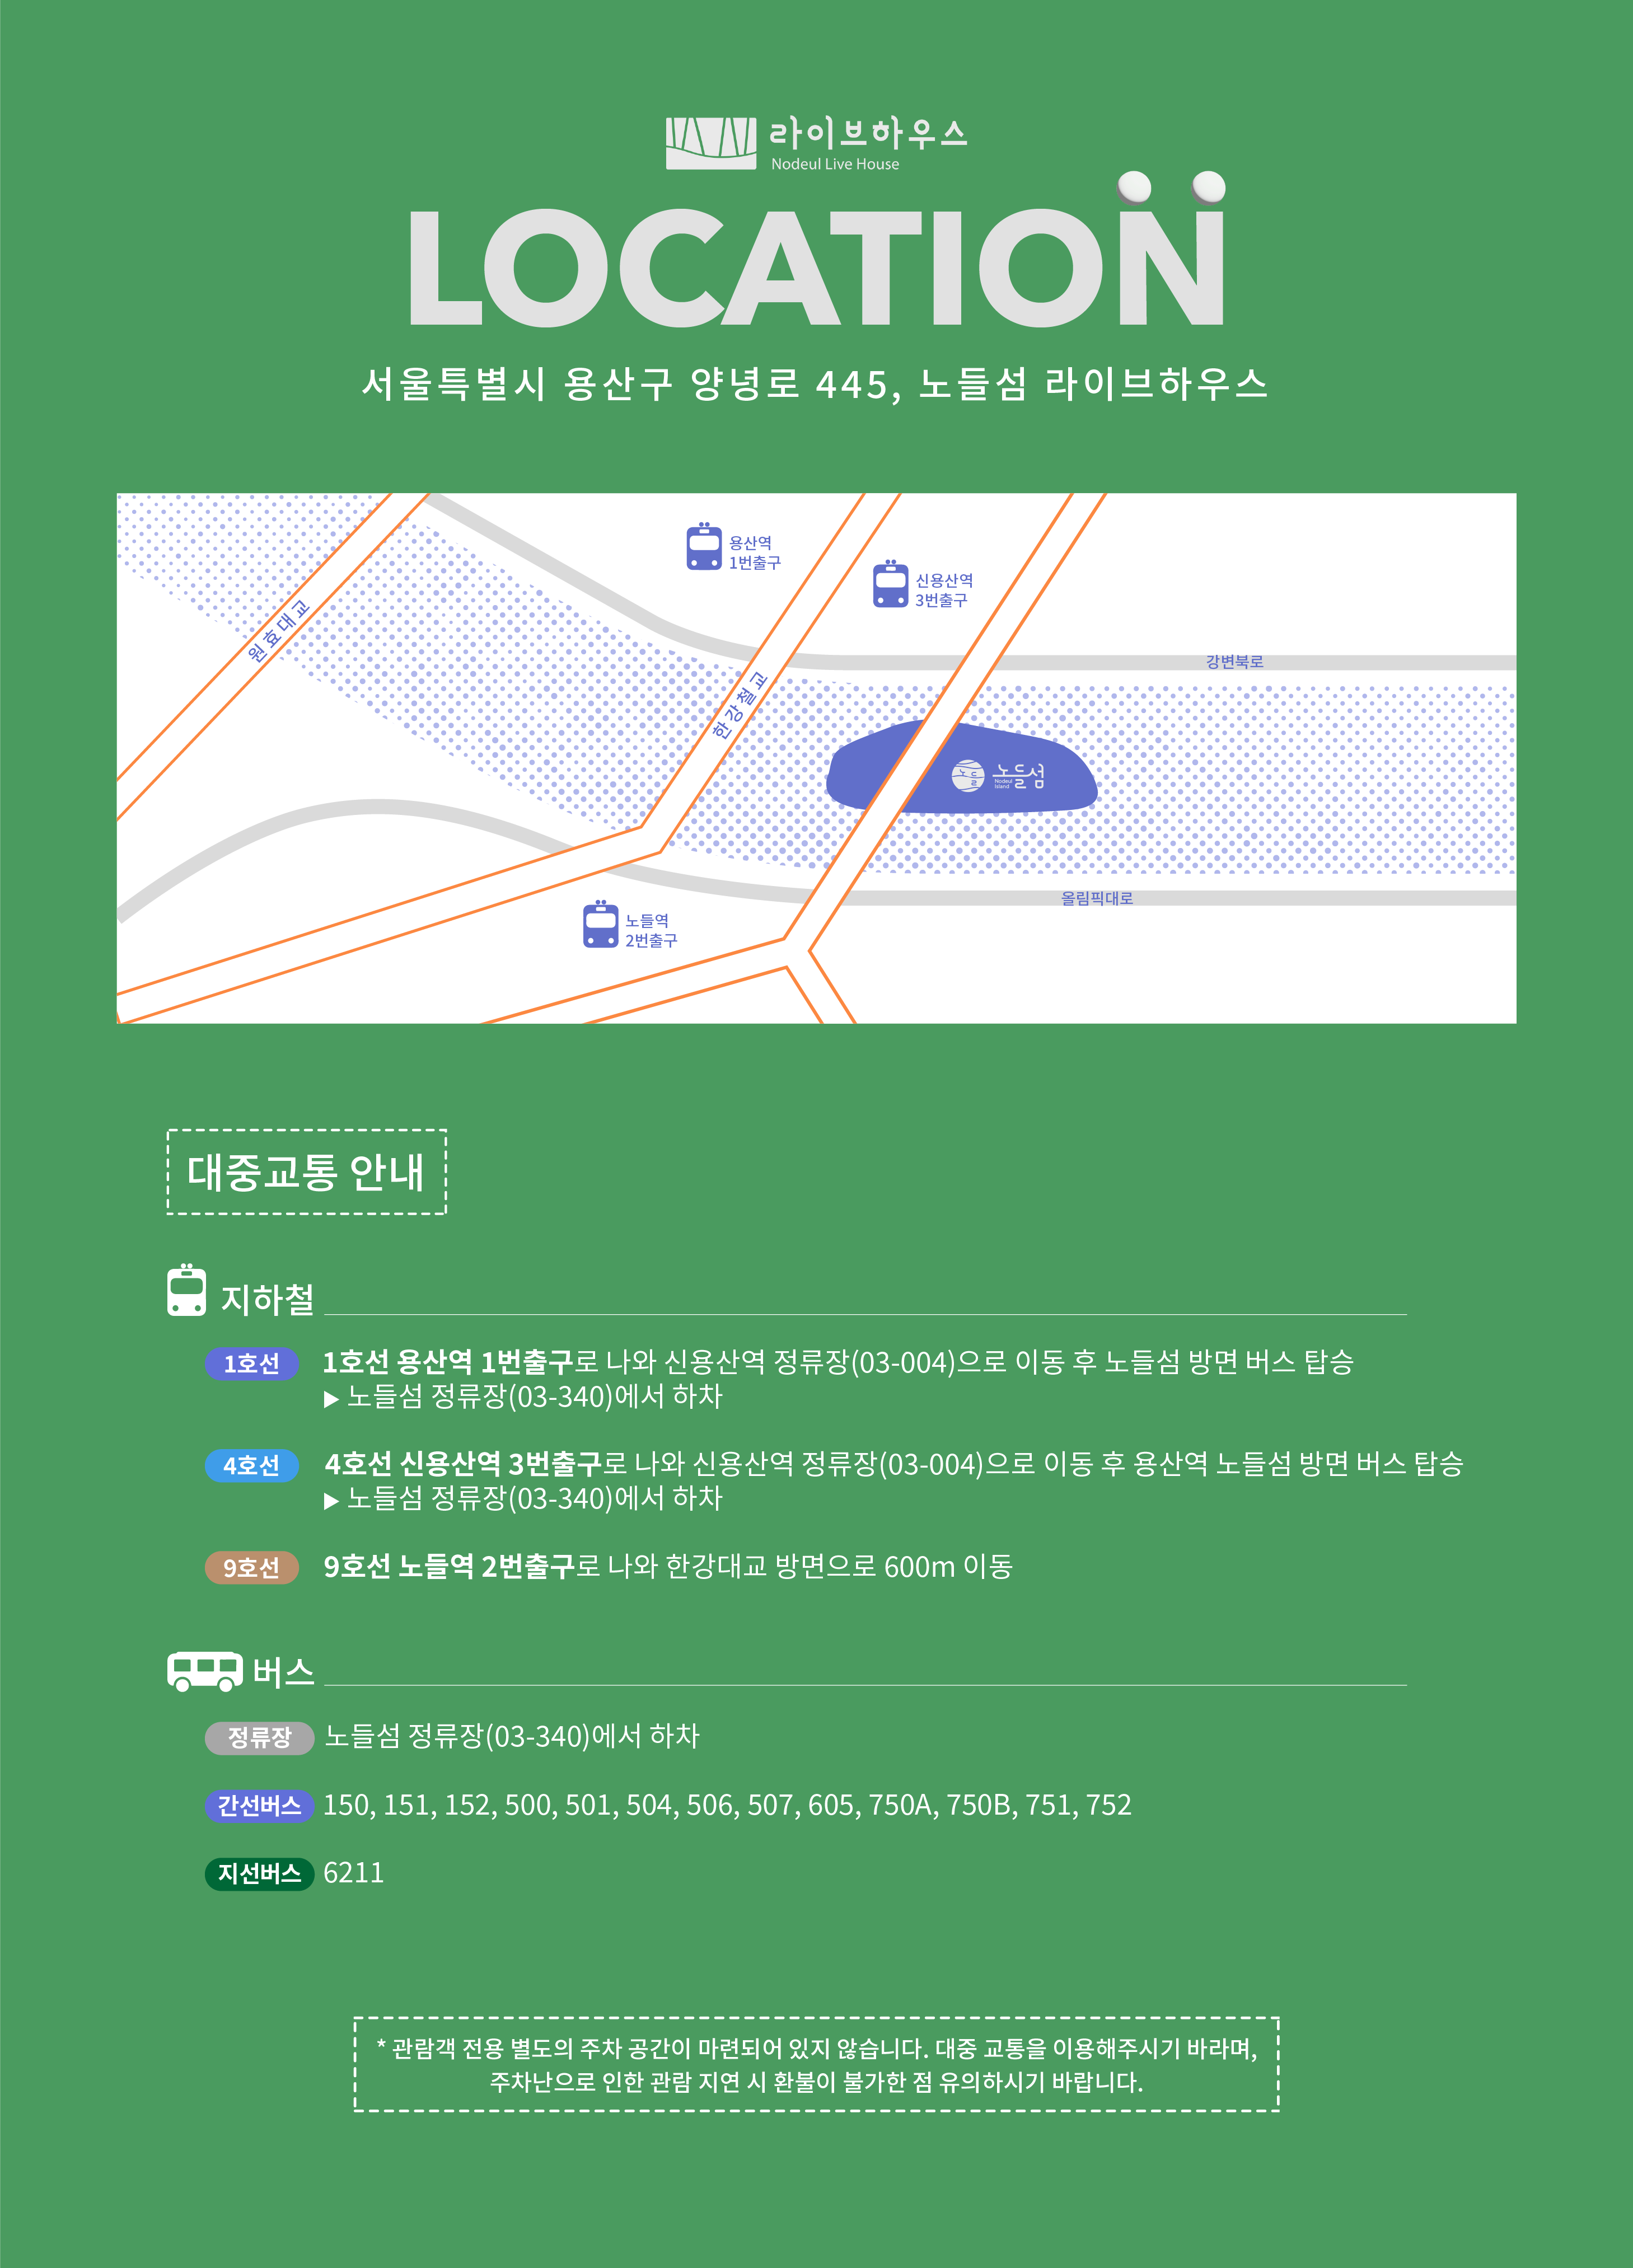 라이브하우스
Nodeul Live House
LOCATION
서울특별시 용산구 양녕로 445, 노들섬 라이브하우스
용산역
1번출구
신용산역
3번출구
원효대교
한강철교
강변북로
노들
노들섬
Nodeul
Island
올림픽대로
노들역
2번출구
대중교통 안내
지하철
1호선 1호선 용산역 1번출구로 나와 신용산역 정류장(03-004)으로 이동 후 노들섬 방면 버스 탑승
▶ 노들섬 정류장(03-340)에서 하차
4호선 4호선 신용산역 3번출구로 나와 신용산역 정류장(03-004)으로 이동 후 용산역 노들섬 방면 버스 탑승
▶ 노들섬 정류장(03-340)에서 하차
9호선 9호선 노들역 2번출구로 나와 한강대교 방면으로 600m 이동
버스
정류장 노들섬 정류장(03-340)에서 하차
간선버스 150, 151, 152, 500, 501, 504, 506, 507, 605, 750A, 750B, 751, 752
지선버스 6211
* 관람객 전용 별도의 주차 공간이 마련되어 있지 않습니다. 대중 교통을 이용해주시기 바라며,
주차난으로 인한 관람 지연 시 환불이 불가한 점 유의하시기 바랍니다.